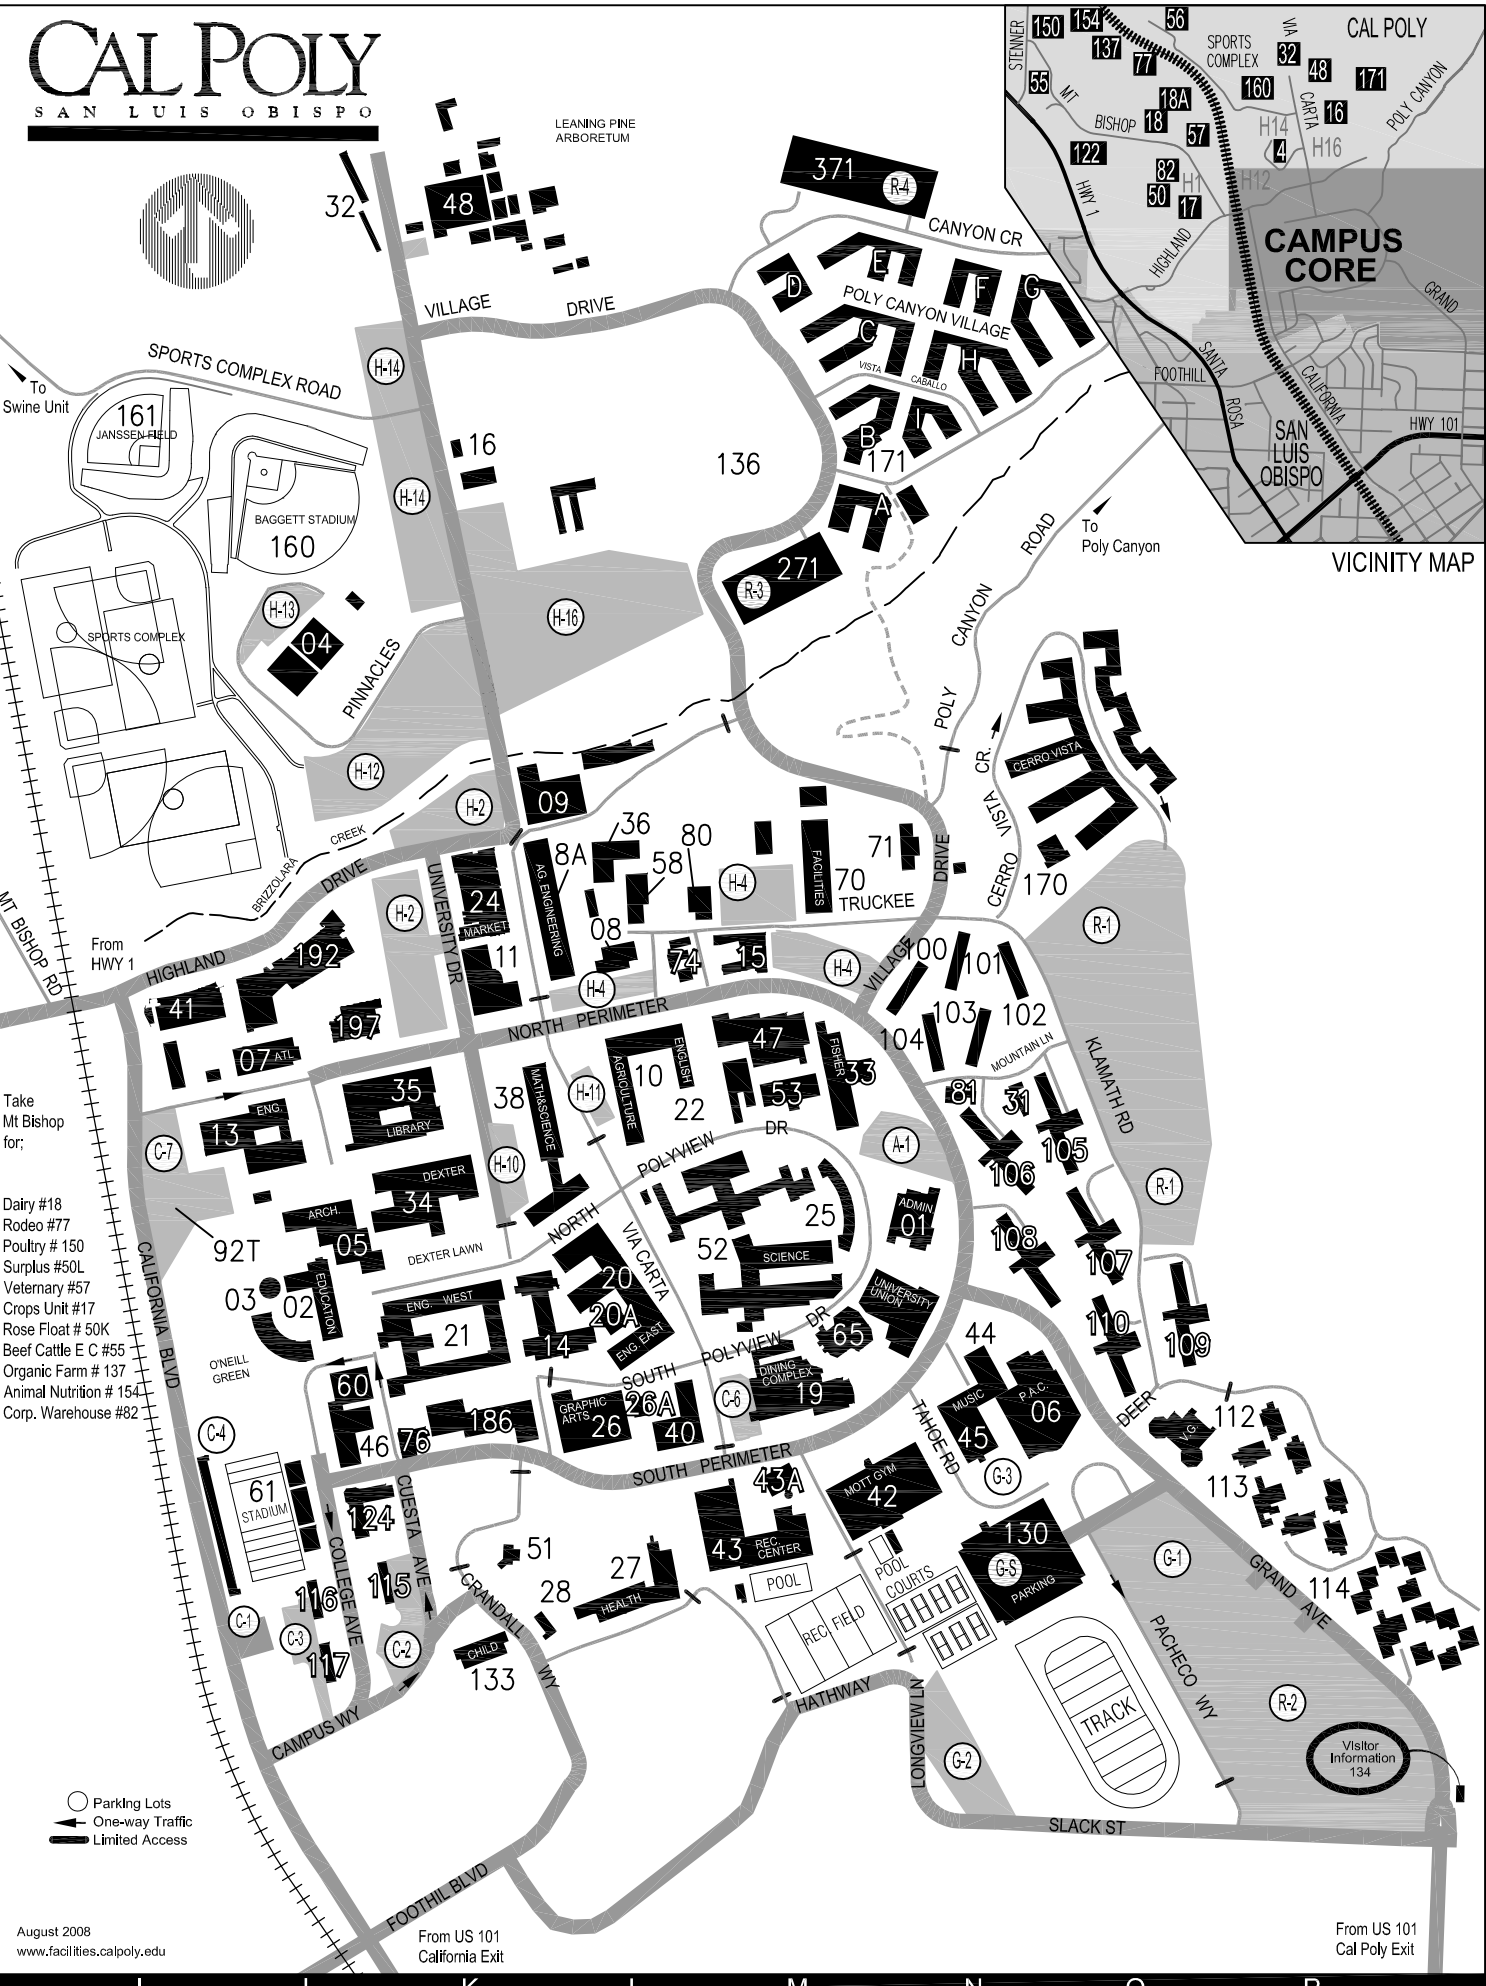 CAL POLY
SAN LUIS OBISPO
LEANING PINE
ARBORETUM
32
48
371
R-4
CANYON CR
D
E
F
G
POLY CANYON VILLAGE
C
H
VISTA
CABALLO
B
I
171
A
VILLAGE
DRIVE
136
SPORTS COMPLEX ROAD
To
Swine Unit
H-14
H-14
161
JANSSEN FIELD
BAGGETT STADIUM
160
16
SPORTS COMPLEX
H-13
04
PINNACLES
H-16
271
R-3
POLY
CANYON
ROAD
To
Poly Canyon
150
154
56
137
77
STENNER
55
MT
BISHOP
SPORTS
COMPLEX
VIA
CARTA
32
48
160
171
16
18A
18
57
122
82
50
17
H1
H14
4
H16
H12
CAL POLY
POLY CANYON
HWY 1
HIGHLAND
CAMPUS
CORE
GRAND
SANTA
ROSA
FOOTHILL
CALIFORNIA
HWY 101
SAN
LUIS
OBISPO
VICINITY MAP
H-12
H-2
BRIZZOLARA
CREEK
09
CERRO VISTA
CERRO
VISTA
CR.
170
R-1
MT BISHOP RD
From
HWY 1
HIGHLAND
DRIVE
H-2
UNIVERSITY DR
24
MARKET
11
8A
AG. ENGINEERING
36
58
80
08
H-4
FACILITIES
70
71
TRUCKEE
DRIVE
VILLAGE
74
15
H-4
H-4
192
41
197
07 ATL
NORTH PERIMETER
100
101
102
103
104
MOUNTAIN LN
KLAMATH RD
R-1
Take
Mt Bishop
for;
Dairy #18
Rodeo #77
Poultry # 150
Surplus #50L
Veternary #57
Crops Unit #17
Rose Float # 50K
Beef Cattle E C #55
Organic Farm # 137
Animal Nutrition # 154
Corp. Warehouse #82
ENG.
13
C-7
35
LIBRARY
38
MATH&SCIENCE
H-11
H-10
AGRICULTURE
10
ENGLISH
22
47
53
FISHER
33
A-1
81
31
105
106
107
108
109
110
92T
DEXTER
34
ARCH.
05
DEXTER LAWN
NORTH
POLYVIEW
DR
VIA CARTA
52
25
SCIENCE
ADMIN
01
UNIVERSITY
UNION
65
03
02
EDUCATION
CALIFORNIA BLVD
O'NEILL
GREEN
ENG. WEST
21
14
20
20A
ENG. EAST
SOUTH
POLYVIEW
DR
DINING
COMPLEX
19
C-6
60
46
76
186
GRAPHIC
ARTS
26
26A
40
44
MUSIC
45
P.A.C.
06
TAHOE RD
G-3
DEER
112
V.G.
113
114
SOUTH PERIMETER
C-4
61
STADIUM
124
COLLEGE AVE
CUESTA
AVE
115
116
117
C-1
C-3
C-2
51
CRANDALL
WY
27
HEALTH
28
CHILD
133
43
43A
REC.
CENTER
POOL
MOTT GYM
42
POOL
COURTS
REC. FIELD
130
G-S
PARKING
G-1
GRAND
AVE
PACHECO WY
R-2
TRACK
HATHWAY
LONGVIEW LN
G-2
SLACK ST
Visitor
Information
134
CAMPUS WY
FOOTHIL BLVD
Parking Lots
One-way Traffic
Limited Access
August 2008
www.facilities.calpoly.edu
From US 101
California Exit
From US 101
Cal Poly Exit